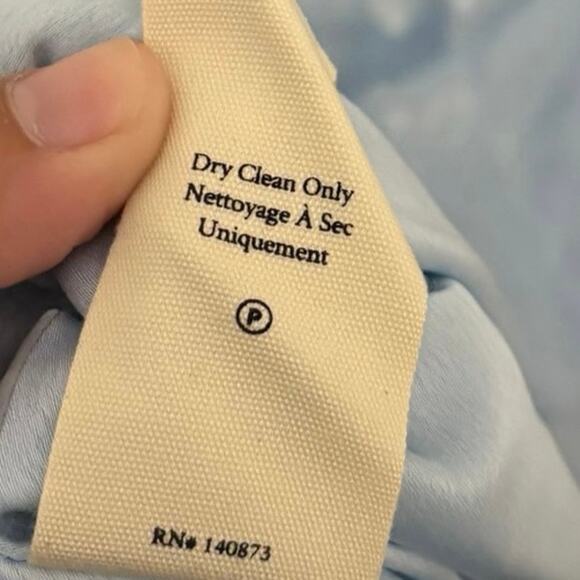 Dry Clean Only
Nettoyage À Sec
Uniquement
P
RN# 140873